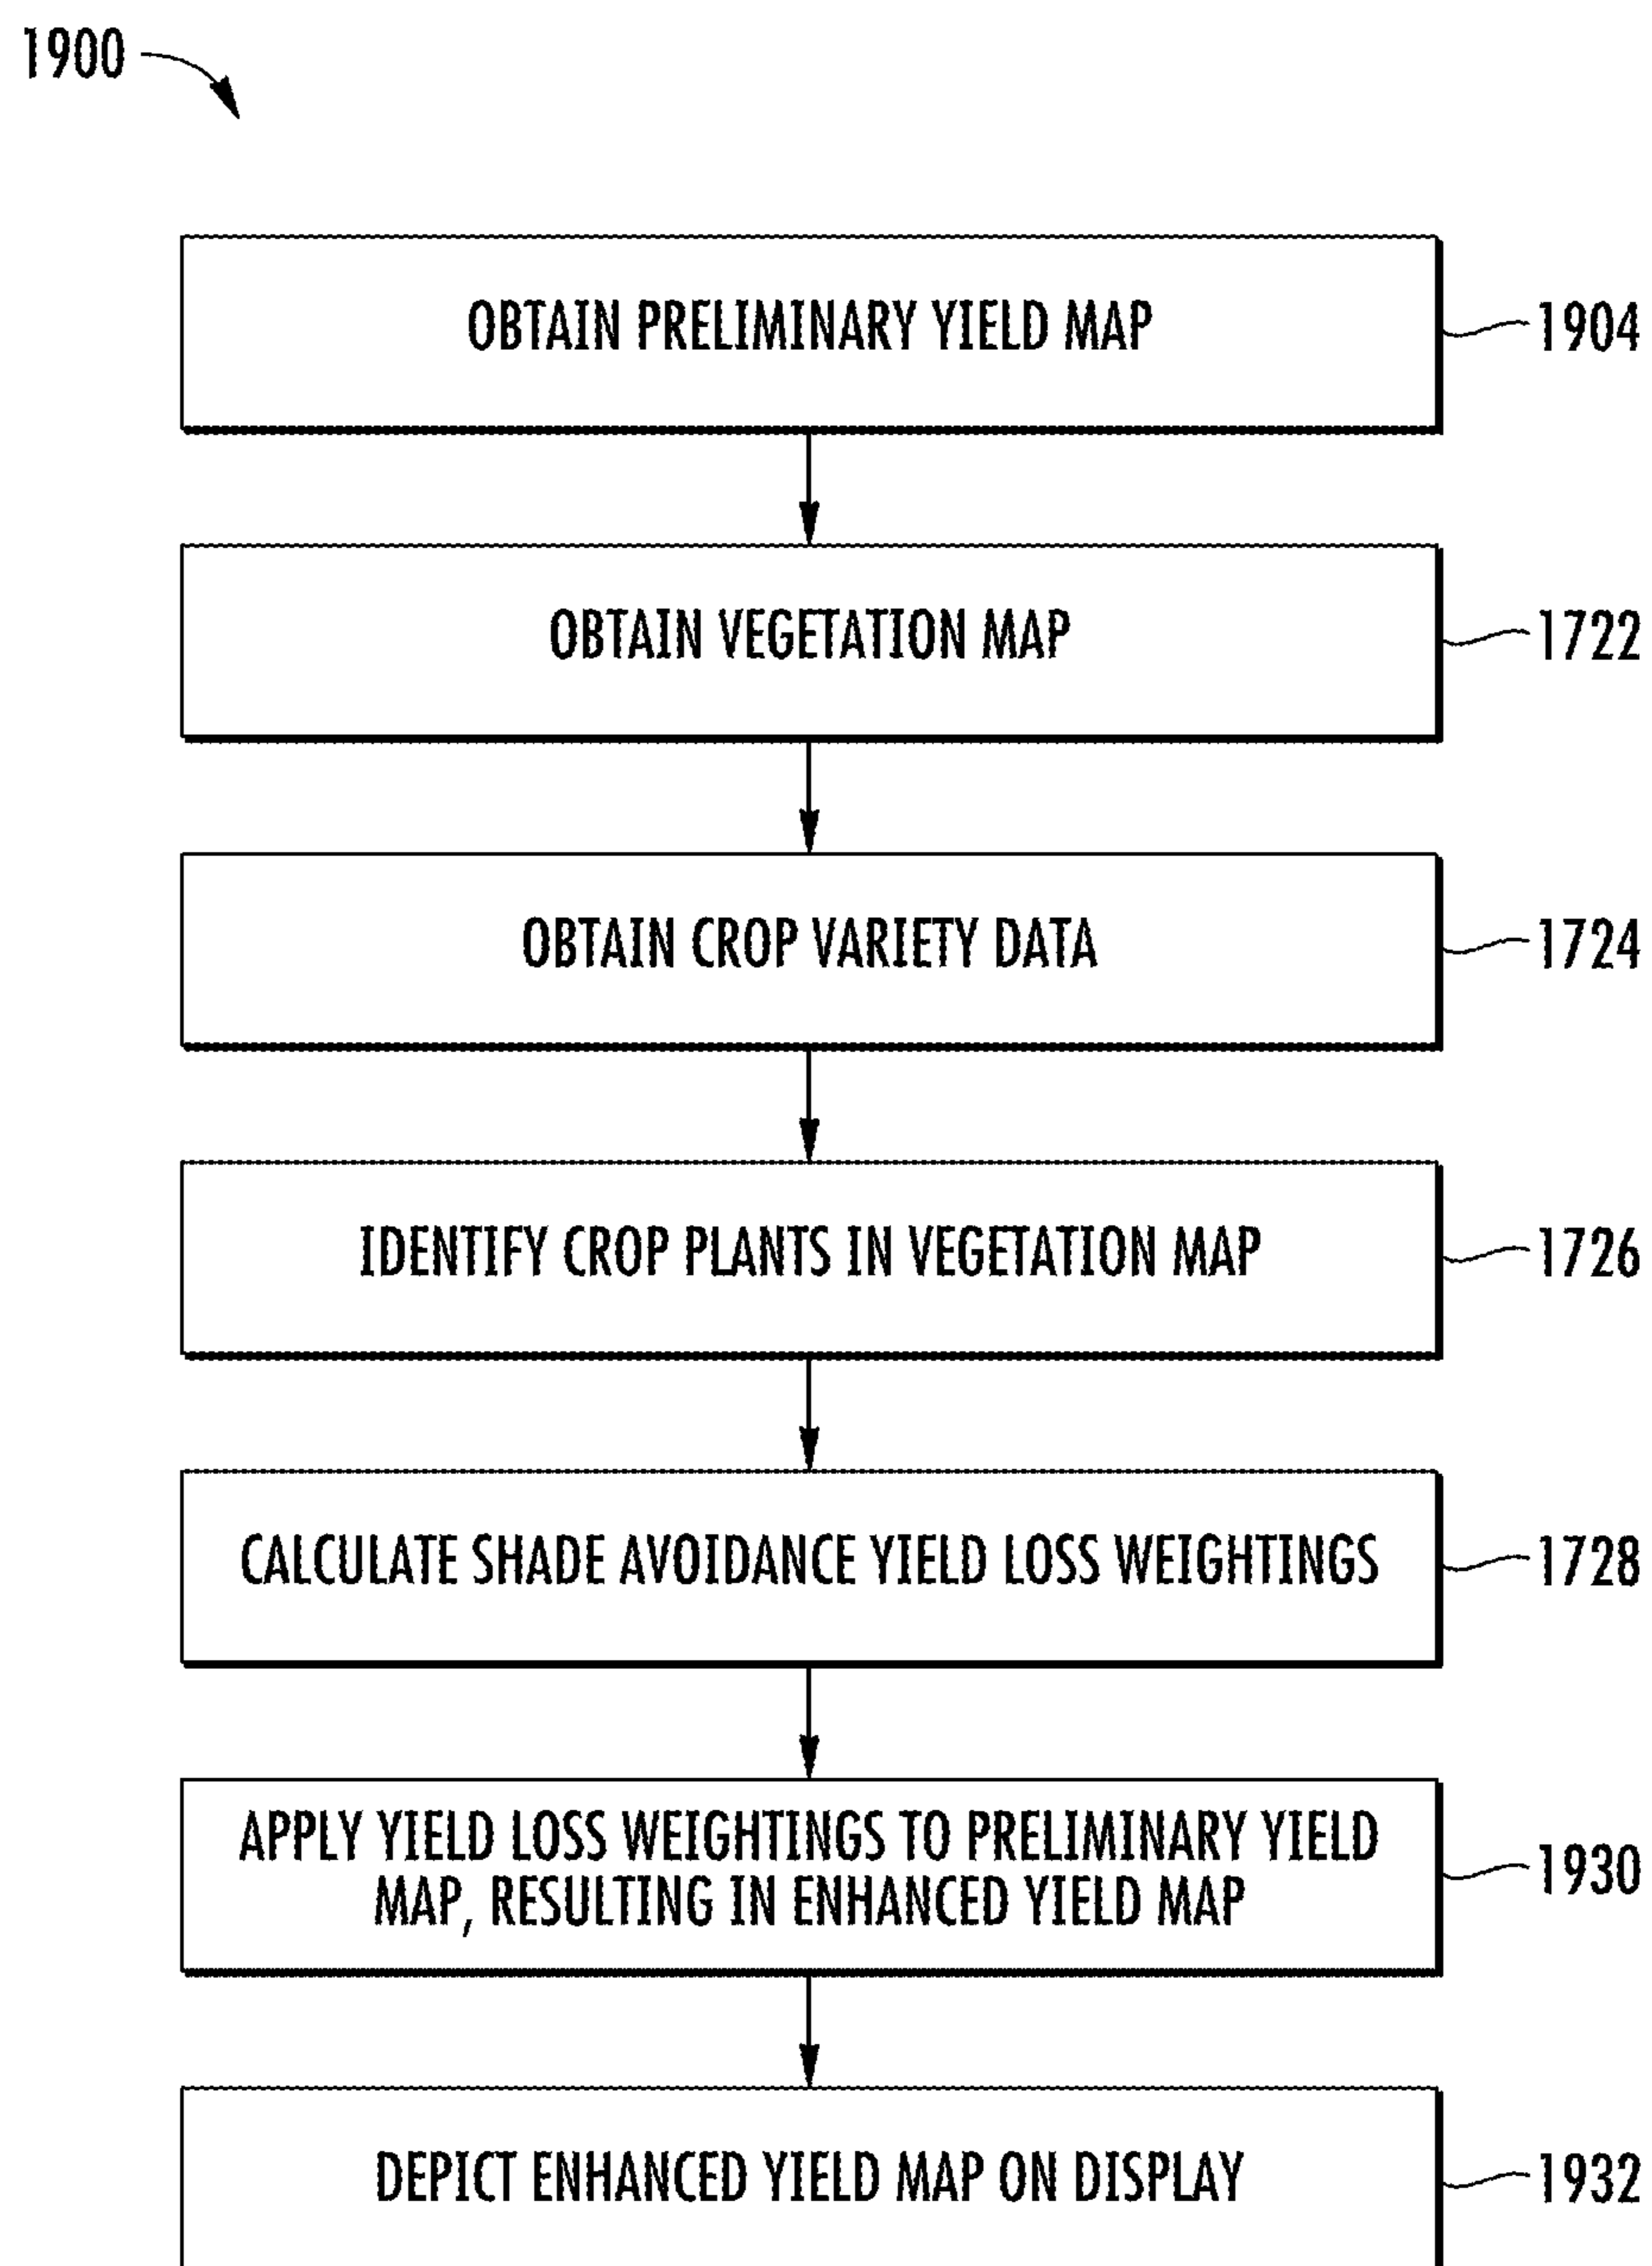 1900
OBTAIN PRELIMINARY YIELD MAP
1904
OBTAIN VEGETATION MAP
1722
OBTAIN CROP VARIETY DATA
1724
IDENTIFY CROP PLANTS IN VEGETATION MAP
1726
CALCULATE SHADE AVOIDANCE YIELD LOSS WEIGHTINGS
1728
APPLY YIELD LOSS WEIGHTINGS TO PRELIMINARY YIELD
MAP, RESULTING IN ENHANCED YIELD MAP
1930
DEPICT ENHANCED YIELD MAP ON DISPLAY
1932